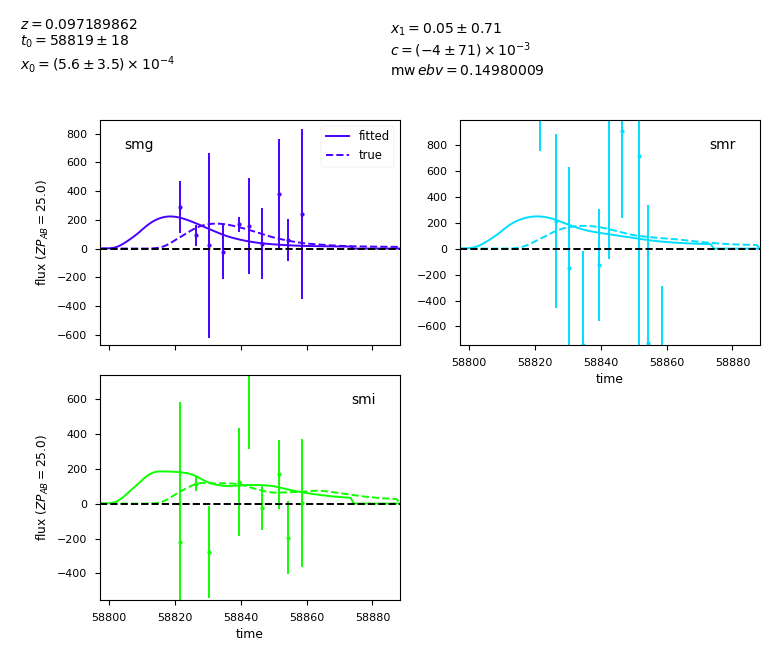 z = 0.097189862
t₀ = 58819 ± 18
x₀ = (5.6 ± 3.5) × 10⁻⁴
x₁ = 0.05 ± 0.71
c = (−4 ± 71) × 10⁻³
mw ebv = 0.14980009
smg
fitted
true
800
600
400
200
0
−200
−400
−600
flux (ZP_AB = 25.0)
smr
800
600
400
200
0
−200
−400
−600
58800 58820 58840 58860 58880
time
smi
600
400
200
0
−200
−400
flux (ZP_AB = 25.0)
58800 58820 58840 58860 58880
time